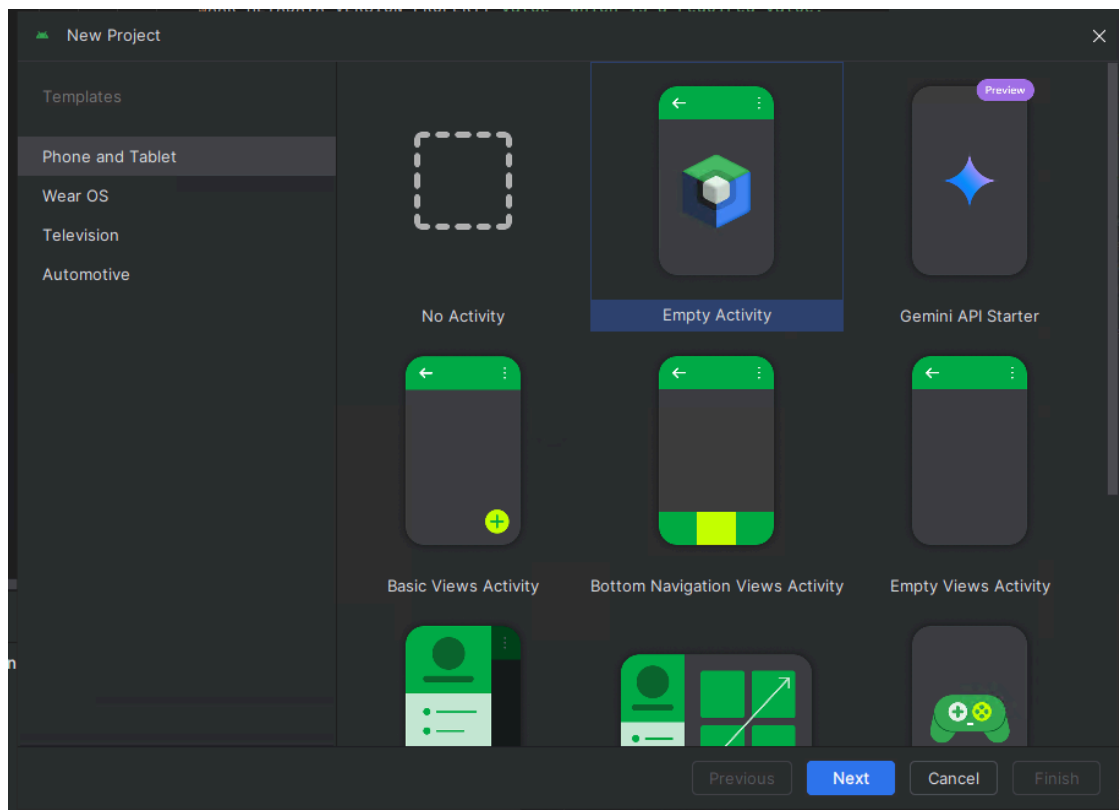 New Project
Templates
Phone and Tablet
Wear OS
Television
Automotive
Preview
No Activity
Empty Activity
Gemini API Starter
Basic Views Activity
Bottom Navigation Views Activity
Empty Views Activity
n
Previous
Next
Cancel
Finish